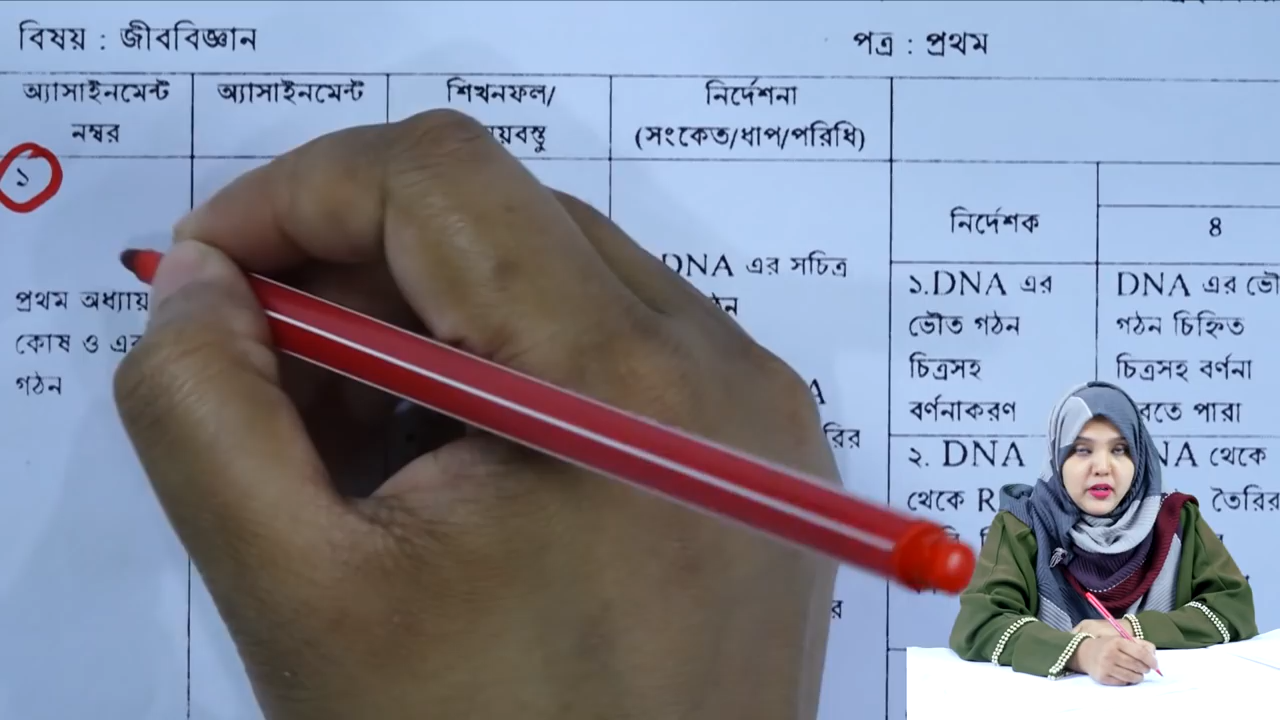 বিষয় : জীববিজ্ঞান
পত্র : প্রথম
অ্যাসাইনমেন্ট নম্বর
অ্যাসাইনমেন্ট
শিখনফল/
নির্দেশনা
(সংকেত/ধাপ/পরিধি)
১
প্রথম অধ্যায়
কোষ ও এর
গঠন
DNA এর সচিত্র
নির্দেশক
৪
১.DNA এর
ভৌত গঠন
চিত্রসহ
বর্ণনাকরণ
DNA এর
গঠন চিহ্নিত
চিত্রসহ বর্ণনা
পারা
২. DNA
থেকে
থেকে
তৈরির